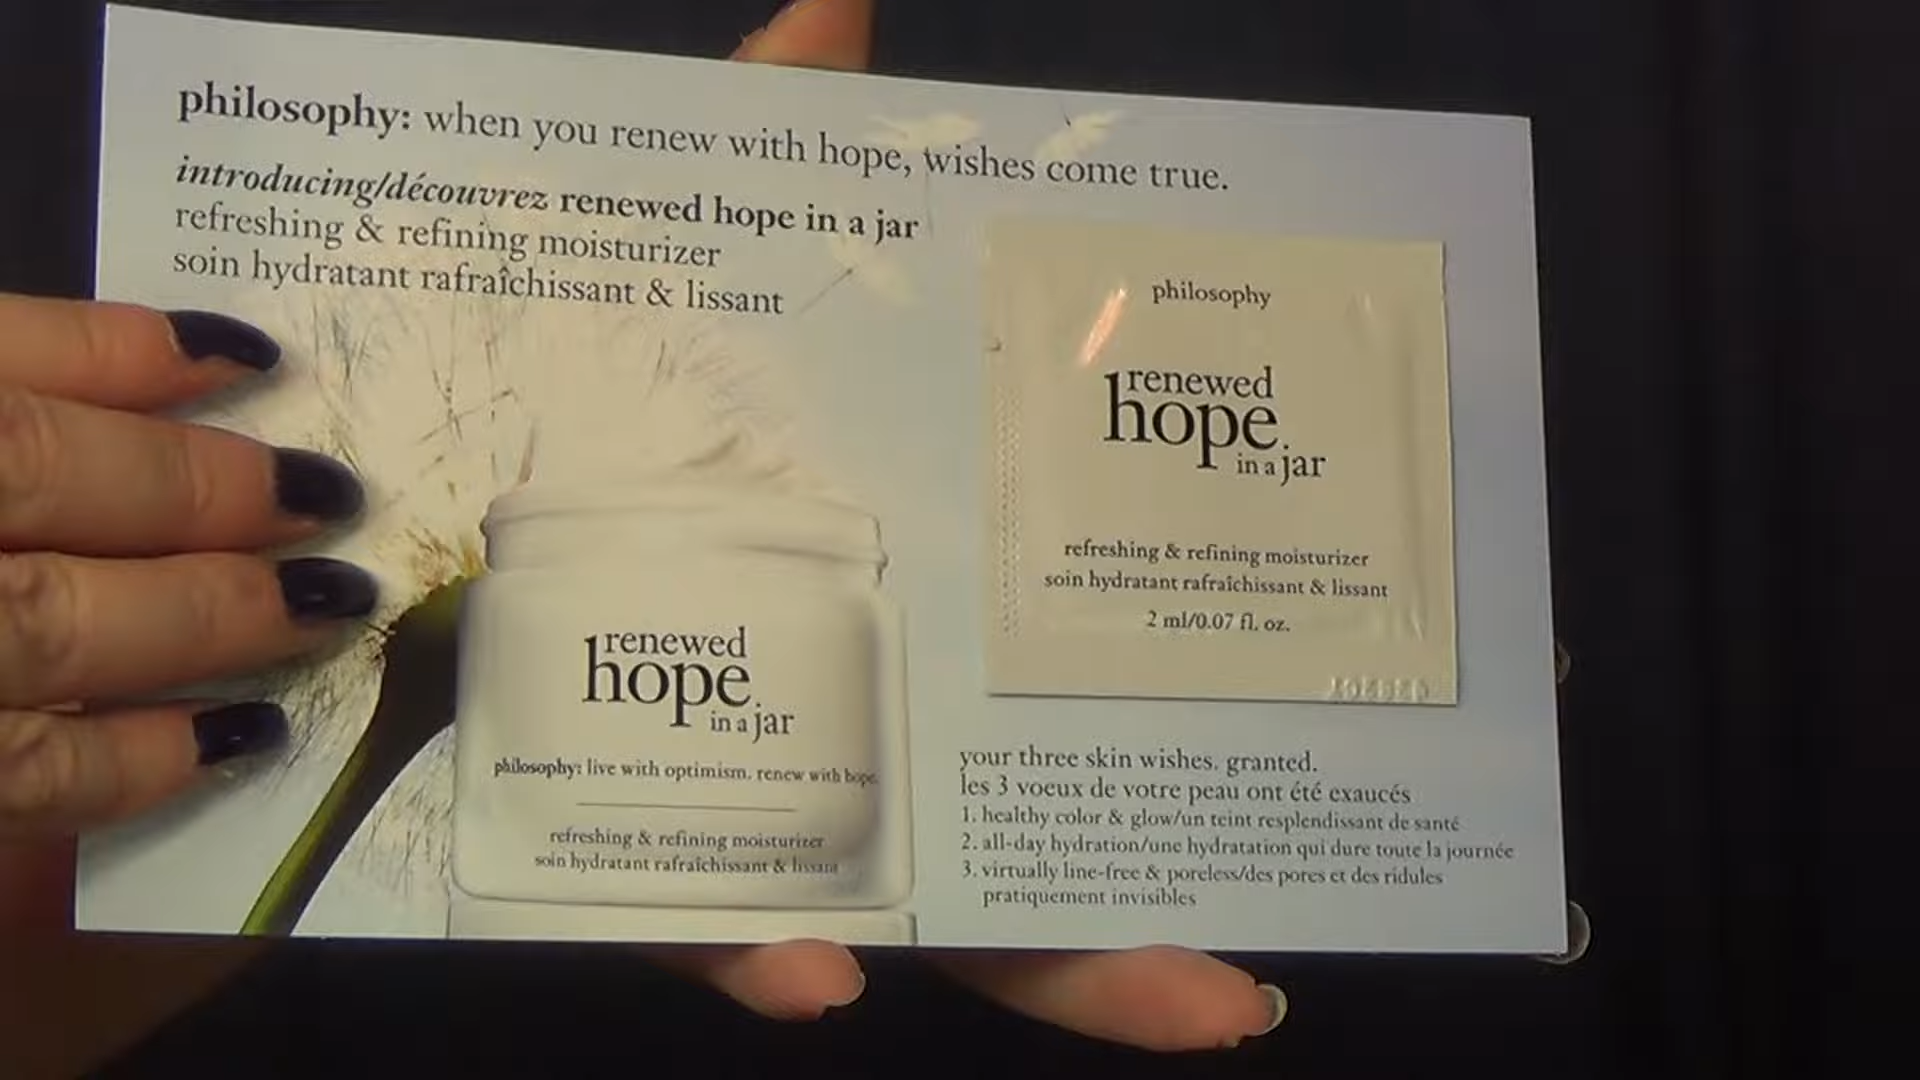 philosophy: when you renew with hope, wishes come true.
introducing/découvrez renewed hope in a jar
refreshing & refining moisturizer
soin hydratant rafraîchissant & lissant
philosophy
renewed
hope
in a jar
refreshing & refining moisturizer
soin hydratant rafraîchissant & lissant
2 ml/0.07 fl. oz.
renewed
hope
in a jar
philosophy: live with optimism. renew with hope.
refreshing & refining moisturizer
soin hydratant rafraîchissant & lissant
your three skin wishes. granted.
les 3 voeux de votre peau ont été exaucés
1. healthy color & glow/un teint resplendissant de santé
2. all-day hydration/une hydratation qui dure toute la journée
3. virtually line-free & poreless/des pores et des ridules
pratiquement invisibles